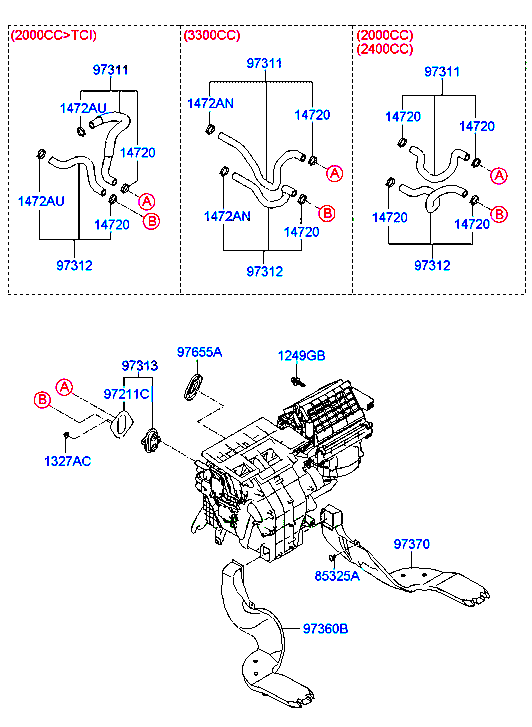 (2000CC>TCI)
97311
1472AU
14720
A
1472AU
B
14720
97312
(3300CC)
97311
1472AN
14720
A
1472AN
B
14720
97312
(2000CC)
(2400CC)
97311
14720
14720
A
14720
B
14720
97312
97655A
1249GB
97313
A
97211C
B
1327AC
97370
85325A
97360B